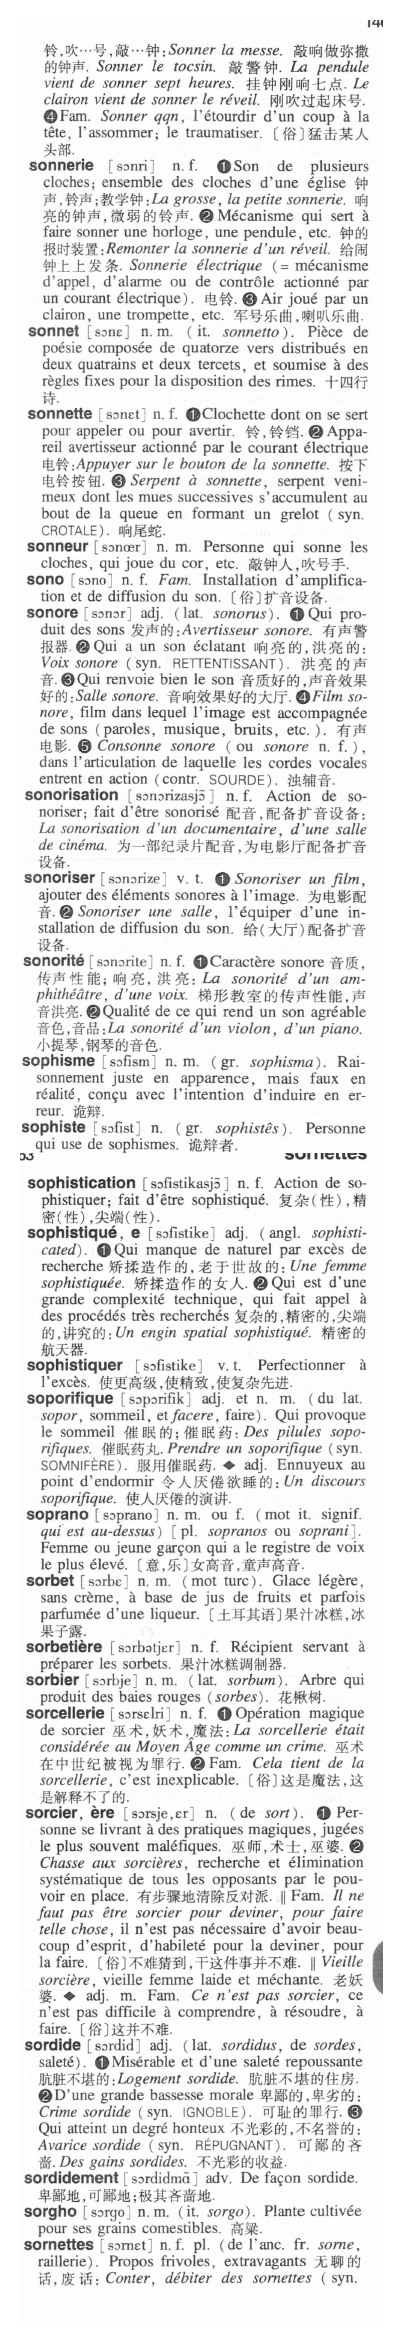 铃,吹…号,敲…钟:Sonner la messe. 敲响做弥撒
的钟声. Sonner le tocsin. 敲警钟. La pendule
vient de sonner sept heures. 挂钟刚响七点. Le
clairon vient de sonner le réveil. 刚吹过起床号.
❹Fam. Sonner qqn, l'étourdir d'un coup à la
tête, l'assommer; le traumatiser. 〔俗〕猛击某人
头部.
sonnerie [sɔnri] n. f. ❶Son de plusieurs
cloches; ensemble des cloches d'une église 钟
声,铃声;教学钟:La grosse, la petite sonnerie. 响
亮的钟声,微弱的铃声. ❷Mécanisme qui sert à
faire sonner une horloge, une pendule, etc. 钟的
报时装置:Remonter la sonnerie d'un réveil. 给闹
钟上上发条. Sonnerie électrique (= mécanisme
d'appel, d'alarme ou de contrôle actionné par
un courant électrique). 电铃. ❸Air joué par un
clairon, une trompette, etc. 军号乐曲,喇叭乐曲.
sonnet [sɔnɛ] n. m. (it. sonnetto). Pièce de
poésie composée de quatorze vers distribués en
deux quatrains et deux tercets, et soumise à des
règles fixes pour la disposition des rimes. 十四行
诗.
sonnette [sɔnɛt] n. f. ❶Clochette dont on se sert
pour appeler ou pour avertir. 铃,铃铛. ❷Appa-
reil avertisseur actionné par le courant électrique
电铃:Appuyer sur le bouton de la sonnette. 按下
电铃按钮. ❸ Serpent à sonnette, serpent veni-
meux dont les mues successives s'accumulent au
bout de la queue en formant un grelot (syn.
CROTALE). 响尾蛇.
sonneur [sɔnœr] n. m. Personne qui sonne les
cloches, qui joue du cor, etc. 敲钟人,吹号手.
sono [sɔno] n. f. Fam. Installation d'amplifica-
tion et de diffusion du son. 〔俗〕扩音设备.
sonore [sɔnɔr] adj. (lat. sonorus). ❶Qui pro-
duit des sons 发声的:Avertisseur sonore. 有声警
报器. ❷Qui a un son éclatant 响亮的,洪亮的:
Voix sonore (syn. RETTENTISSANT). 洪亮的声
音. ❸Qui renvoie bien le son 音质好的,声音效果
好的:Salle sonore. 音响效果好的大厅. ❹Film so-
nore, film dans lequel l'image est accompagnée
de sons (paroles, musique, bruits, etc.). 有声
电影. ❺ Consonne sonore (ou sonore n. f.),
dans l'articulation de laquelle les cordes vocales
entrent en action (contr. SOURDE). 浊辅音.
sonorisation [sɔnɔrizasjɔ̃] n. f. Action de so-
noriser; fait d'être sonorisé 配音,配备扩音设备:
La sonorisation d'un documentaire, d'une salle
de cinéma. 为一部纪录片配音,为电影厅配备扩音
设备.
sonoriser [sɔnɔrize] v. t. ❶ Sonoriser un film,
ajouter des éléments sonores à l'image. 为电影配
音. ❷ Sonoriser une salle, l'équiper d'une in-
stallation de diffusion du son. 给(大厅)配备扩音
设备.
sonorité [sɔnɔrite] n. f. ❶Caractère sonore 音质,
传声性能; 响亮, 洪亮: La sonorité d'un am-
phithéâtre, d'une voix. 梯形教室的传声性能,声
音洪亮. ❷Qualité de ce qui rend un son agréable
音色,音品:La sonorité d'un violon, d'un piano.
小提琴,钢琴的音色.
sophisme [sɔfism] n. m. (gr. sophisma). Rai-
sonnement juste en apparence, mais faux en
réalité, conçu avec l'intention d'induire en er-
reur. 诡辩.
sophiste [sɔfist] n. (gr. sophistês). Personne
qui use de sophismes. 诡辩者.
sophistication [sɔfistikasjɔ̃] n. f. Action de so-
phistiquer; fait d'être sophistiqué. 复杂(性),精
密(性),尖端(性).
sophistiqué, e [sɔfistike] adj. (angl. sophisti-
cated). ❶Qui manque de naturel par excès de
recherche 矫揉造作的,老于世故的:Une femme
sophistiquée. 矫揉造作的女人. ❷Qui est d'une
grande complexité technique, qui fait appel à
des procédés très recherchés 复杂的,精密的,尖端
的,讲究的:Un engin spatial sophistiqué. 精密的
航天器.
sophistiquer [sɔfistike] v. t. Perfectionner à
l'excès. 使更高级,使精致,使复杂先进.
soporifique [sɔpɔrifik] adj. et n. m. (du lat.
sopor, sommeil, et facere, faire). Qui provoque
le sommeil 催眠的; 催眠药: Des pilules sopo-
rifiques. 催眠药丸. Prendre un soporifique (syn.
SOMNIFÈRE). 服用催眠药. ◆ adj. Ennuyeux au
point d'endormir 令人厌倦欲睡的: Un discours
soporifique. 使人厌倦的演讲.
soprano [sɔprano] n. m. ou f. (mot it. signif.
qui est au-dessus) [pl. sopranos ou soprani].
Femme ou jeune garçon qui a le registre de voix
le plus élevé. 〔意,乐〕女高音,童声高音.
sorbet [sɔrbɛ] n. m. (mot turc). Glace légère,
sans crème, à base de jus de fruits et parfois
parfumée d'une liqueur. 〔土耳其语〕果汁冰糕,冰
果子露.
sorbetière [sɔrbətjɛr] n. f. Récipient servant à
préparer les sorbets. 果汁冰糕调制器.
sorbier [sɔrbje] n. m. (lat. sorbum). Arbre qui
produit des baies rouges (sorbes). 花楸树.
sorcellerie [sɔrsɛlri] n. f. ❶ Opération magique
de sorcier 巫术,妖术,魔法:La sorcellerie était
considérée au Moyen Âge comme un crime. 巫术
在中世纪被视为罪行. ❷ Fam. Cela tient de la
sorcellerie, c'est inexplicable. 〔俗〕这是魔法,这
是解释不了的.
sorcier, ère [sɔrsje,ɛr] n. (de sort). ❶ Per-
sonne se livrant à des pratiques magiques, jugées
le plus souvent maléfiques. 巫师,术士,巫婆. ❷
Chasse aux sorcières, recherche et élimination
systématique de tous les opposants par le pou-
voir en place. 有步骤地清除反对派. ‖ Fam. Il ne
faut pas être sorcier pour deviner, pour faire
telle chose, il n'est pas nécessaire d'avoir beau-
coup d'esprit, d'habileté pour la deviner, pour
la faire. 〔俗〕不难猜到,干这件事并不难. ‖ Vieille
sorcière, vieille femme laide et méchante. 老妖
婆. ◆ adj. m. Fam. Ce n'est pas sorcier, ce
n'est pas difficile à comprendre, à résoudre, à
faire. 〔俗〕这并不难.
sordide [sɔrdid] adj. (lat. sordidus, de sordes,
saleté). ❶Misérable et d'une saleté repoussante
肮脏不堪的:Logement sordide. 肮脏不堪的住房.
❷D'une grande bassesse morale 卑鄙的,卑劣的:
Crime sordide (syn. IGNOBLE). 可耻的罪行. ❸
Qui atteint un degré honteux 不光彩的,不名誉的:
Avarice sordide (syn. RÉPUGNANT). 可鄙的吝
啬. Des gains sordides. 不光彩的收益.
sordidement [sɔrdidmɑ̃] adv. De façon sordide.
卑鄙地,可鄙地;极其吝啬地.
sorgho [sɔrgo] n. m. (it. sorgo). Plante cultivée
pour ses grains comestibles. 高粱.
sornettes [sɔrnɛt] n. f. pl. (de l'anc. fr. sorne,
raillerie). Propos frivoles, extravagants 无聊的
话,废话: Conter, débiter des sornettes (syn.